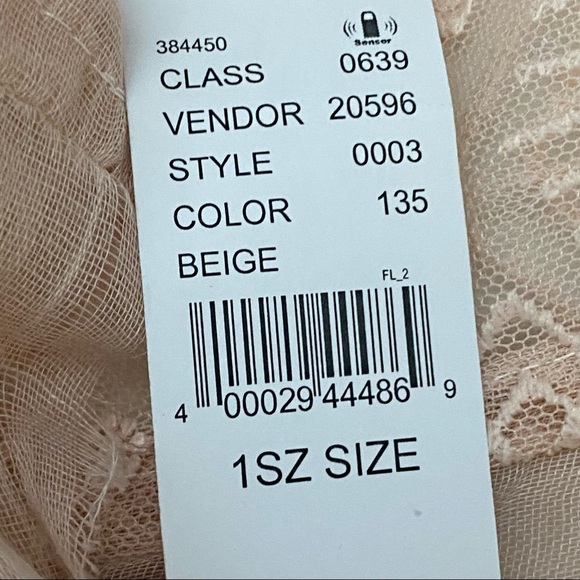 384450
Sensor
CLASS 0639
VENDOR 20596
STYLE 0003
COLOR 135
BEIGE
FL_2
4 00029 44486 9
1SZ SIZE